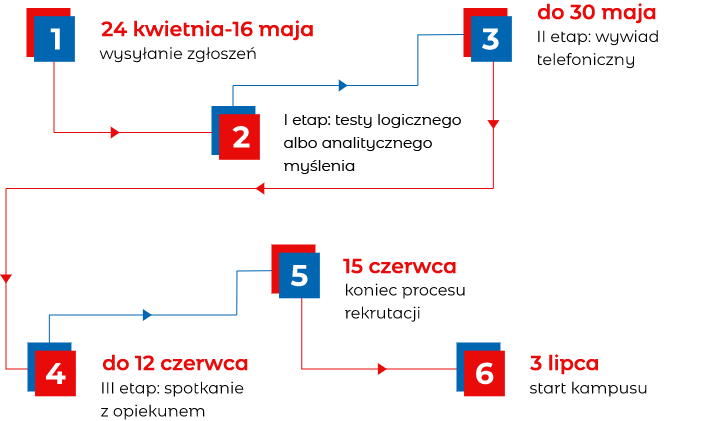 1
24 kwietnia-16 maja
wysyłanie zgłoszeń
2
I etap: testy logicznego
albo analitycznego
myślenia
3
do 30 maja
II etap: wywiad
telefoniczny
4
do 12 czerwca
III etap: spotkanie
z opiekunem
5
15 czerwca
koniec procesu
rekrutacji
6
3 lipca
start kampusu